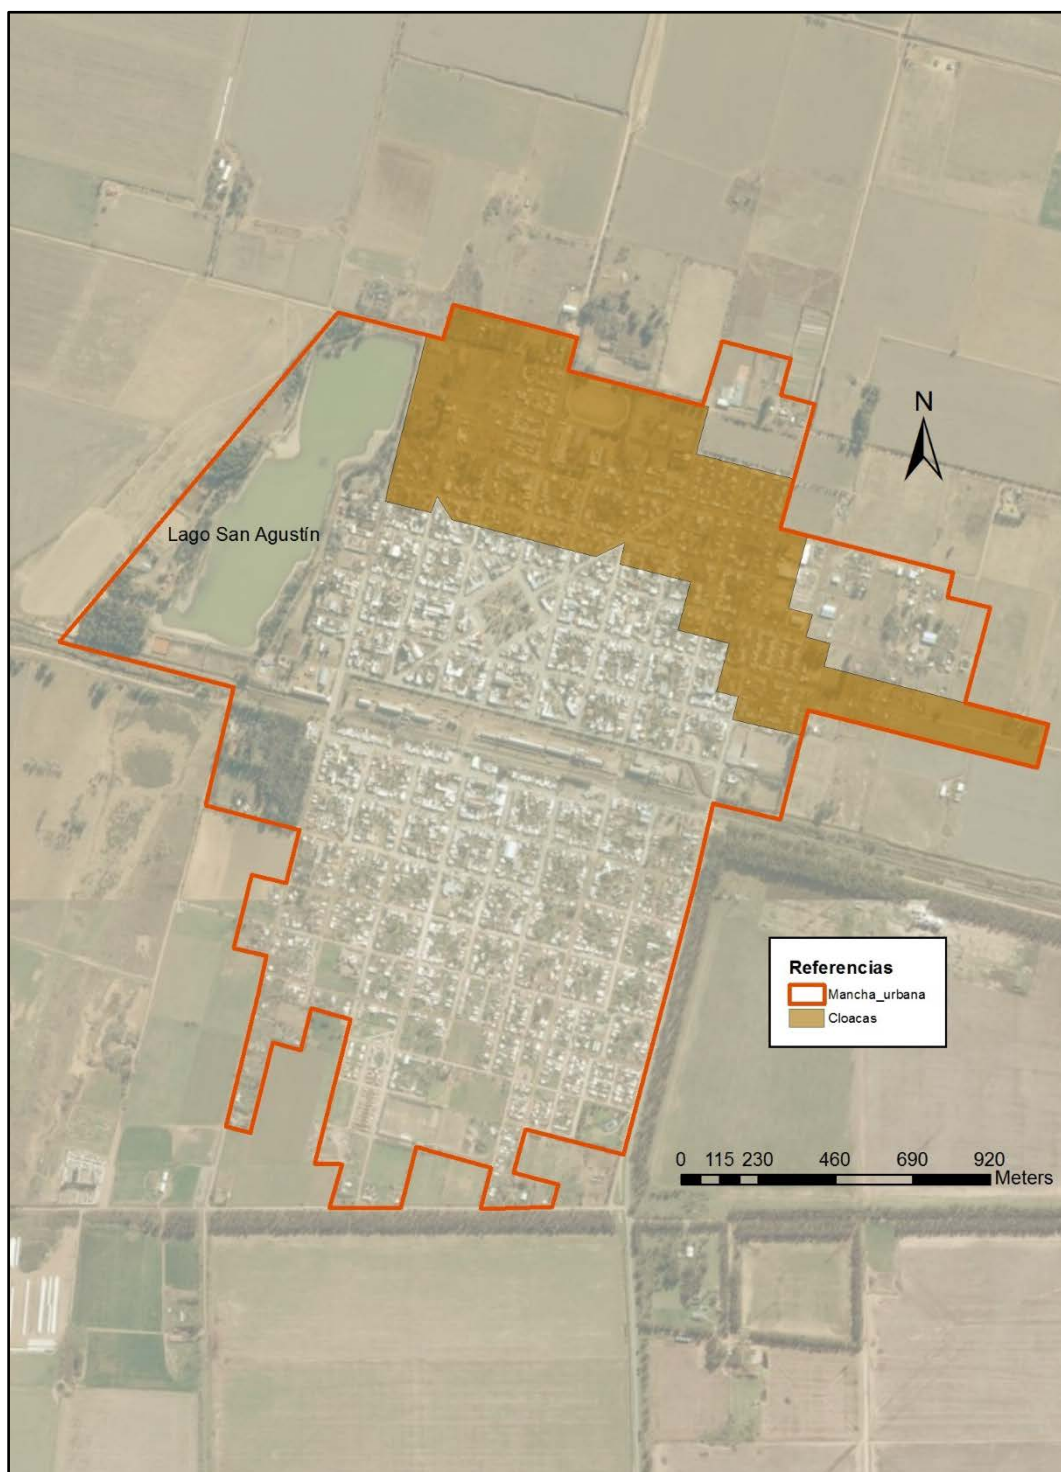 N
Lago San Agustín
Referencias
Mancha_urbana
Cloacas
0 115 230 460 690 920
Meters